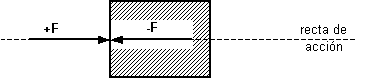 +F
-F
recta de
acción